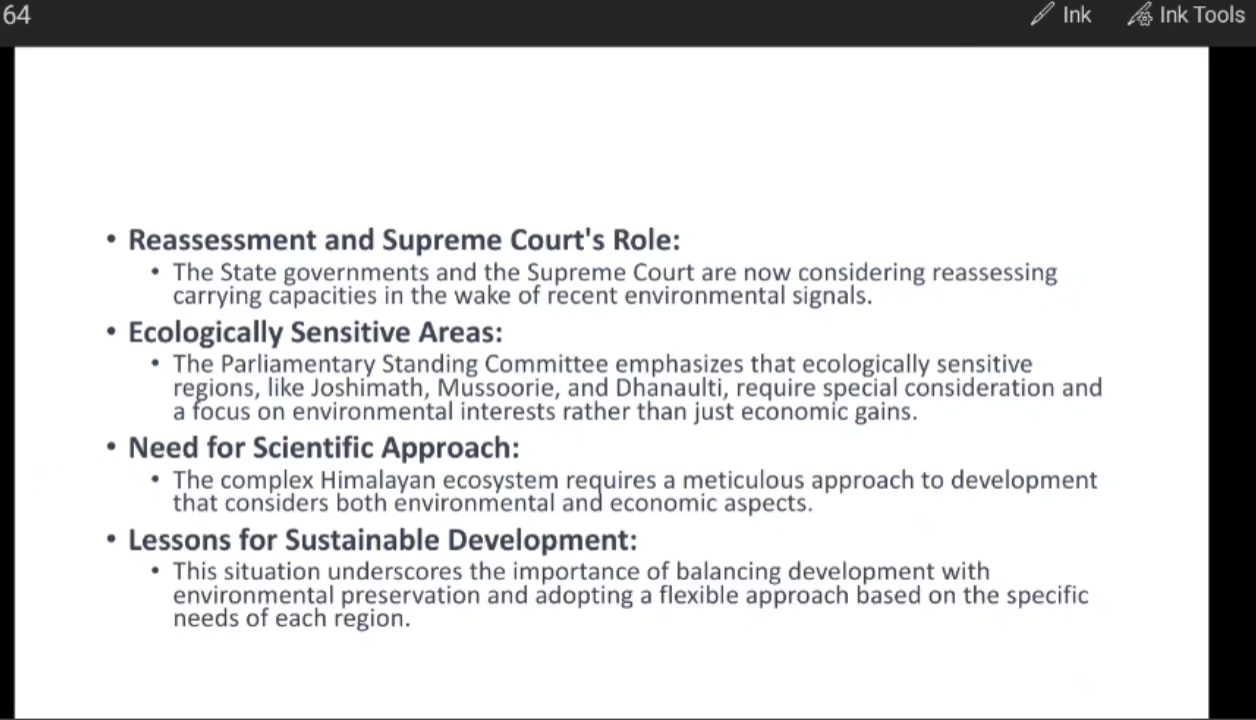 64
Ink Ink Tools
• Reassessment and Supreme Court's Role:
• The State governments and the Supreme Court are now considering reassessing
carrying capacities in the wake of recent environmental signals.
• Ecologically Sensitive Areas:
• The Parliamentary Standing Committee emphasizes that ecologically sensitive
regions, like Joshimath, Mussoorie, and Dhanaulti, require special consideration and
a focus on environmental interests rather than just economic gains.
• Need for Scientific Approach:
• The complex Himalayan ecosystem requires a meticulous approach to development
that considers both environmental and economic aspects.
• Lessons for Sustainable Development:
• This situation underscores the importance of balancing development with
environmental preservation and adopting a flexible approach based on the specific
needs of each region.